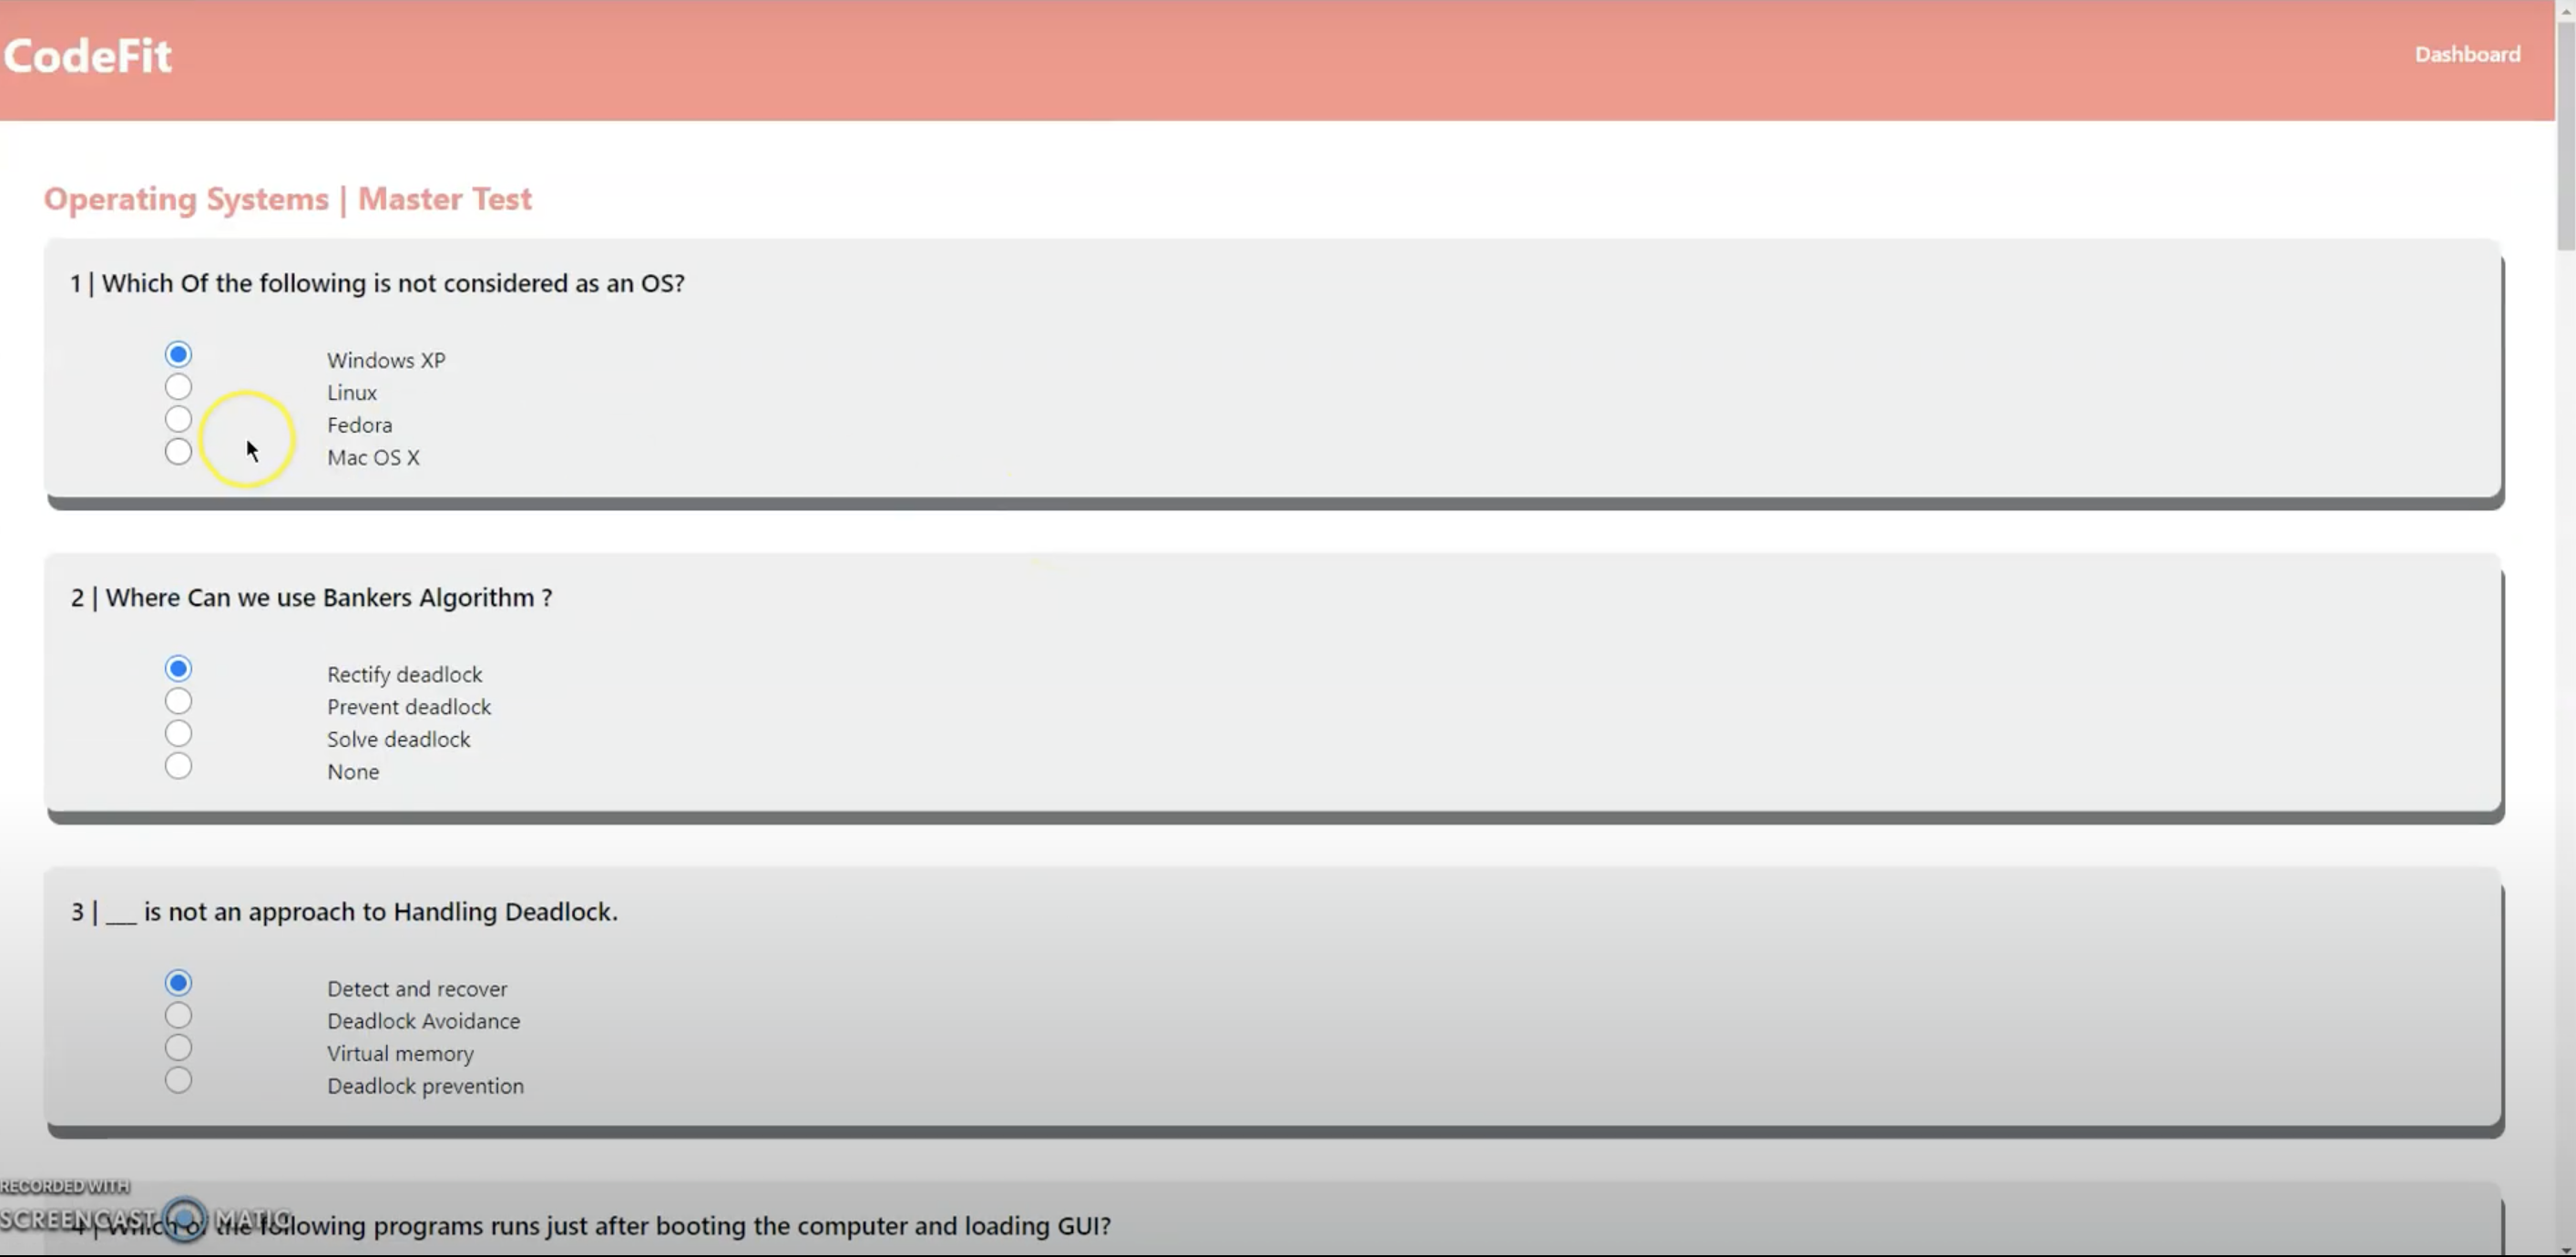 CodeFit
Dashboard
Operating Systems | Master Test
1 | Which Of the following is not considered as an OS?
Windows XP
Linux
Fedora
Mac OS X
2 | Where Can we use Bankers Algorithm ?
Rectify deadlock
Prevent deadlock
Solve deadlock
None
3 | ___ is not an approach to Handling Deadlock.
Detect and recover
Deadlock Avoidance
Virtual memory
Deadlock prevention
RECORDED WITH
SCREENCAST MATIC
4 | Which of the following programs runs just after booting the computer and loading GUI?